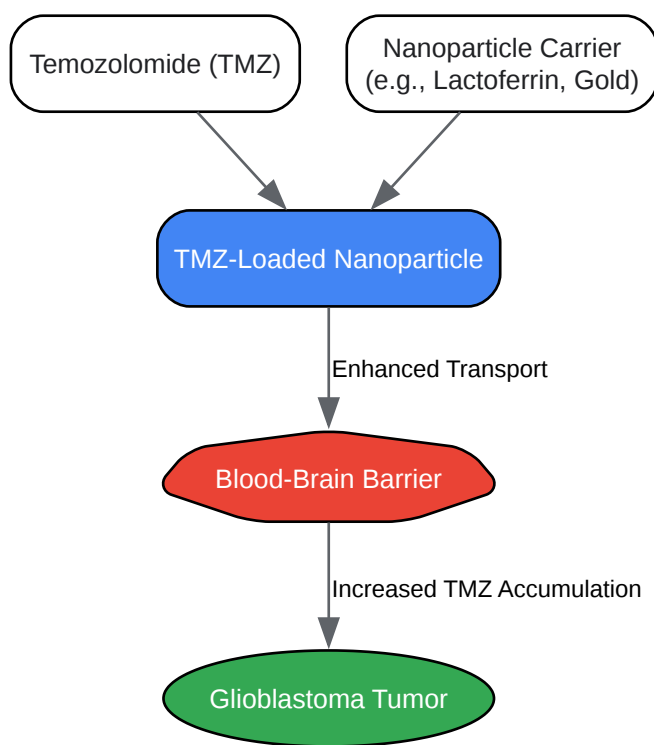 Temozolomide (TMZ)
Nanoparticle Carrier
(e.g., Lactoferrin, Gold)
TMZ-Loaded Nanoparticle
Enhanced Transport
Blood-Brain Barrier
Increased TMZ Accumulation
Glioblastoma Tumor